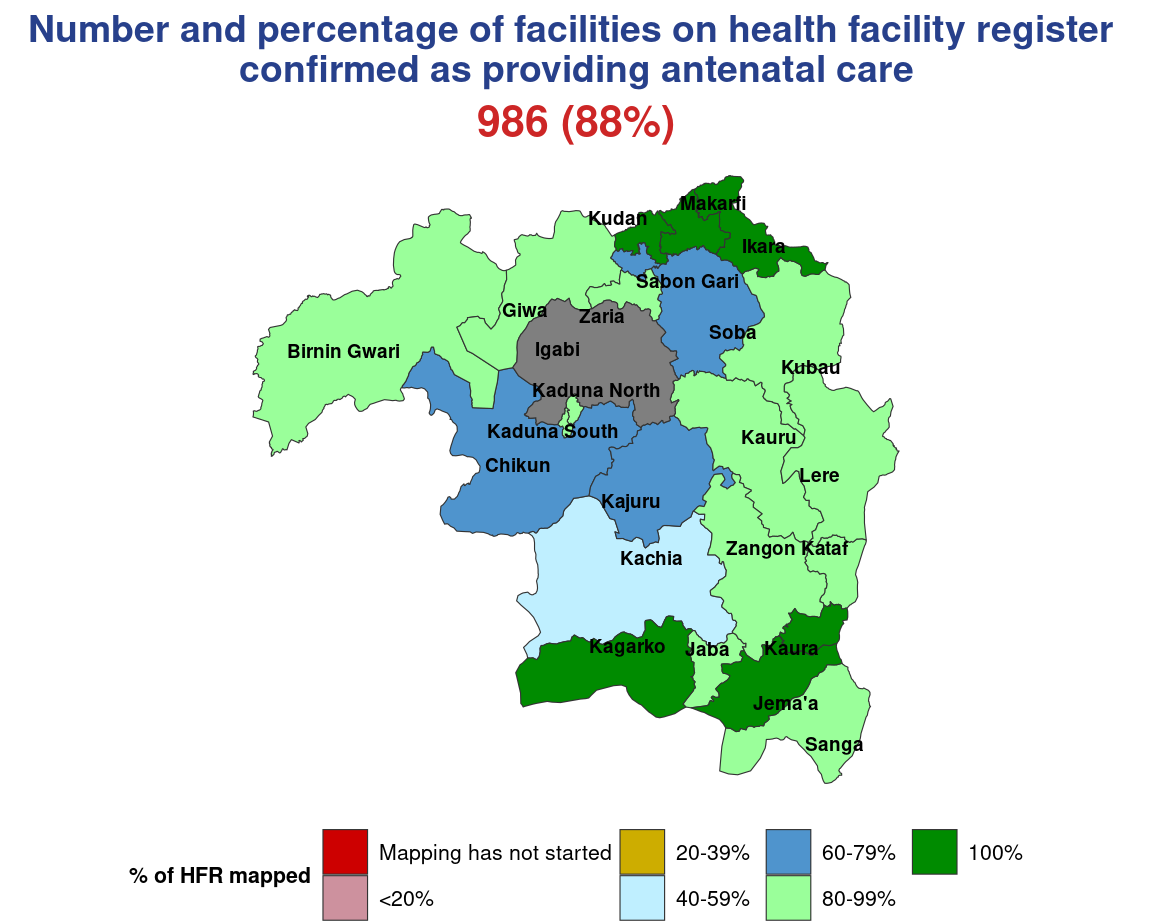 Number and percentage of facilities on health facility register
confirmed as providing antenatal care
986 (88%)
Makarfi
Kudan
Ikara
Sabon Gari
Giwa
Zaria
Soba
Birnin Gwari
Igabi
Kubau
Kaduna North
Kaduna South
Kauru
Chikun
Lere
Kajuru
Zangon Kataf
Kachia
Kagarko
Jaba
Kaura
Jema'a
Sanga
% of HFR mapped
Mapping has not started
<20%
20-39%
40-59%
60-79%
80-99%
100%